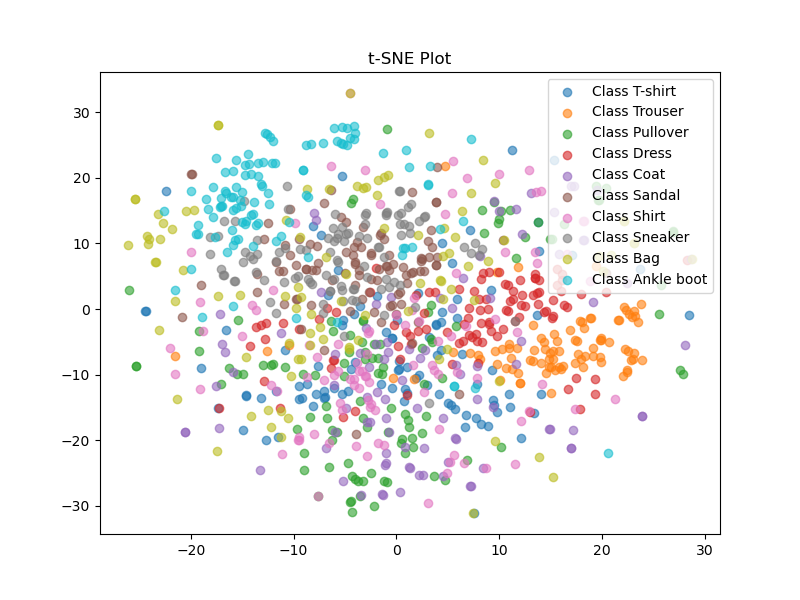 t-SNE Plot
Class T-shirt
Class Trouser
Class Pullover
Class Dress
Class Coat
Class Sandal
Class Shirt
Class Sneaker
Class Bag
Class Ankle boot
30
20
10
0
−10
−20
−30
−20 −10 0 10 20 30